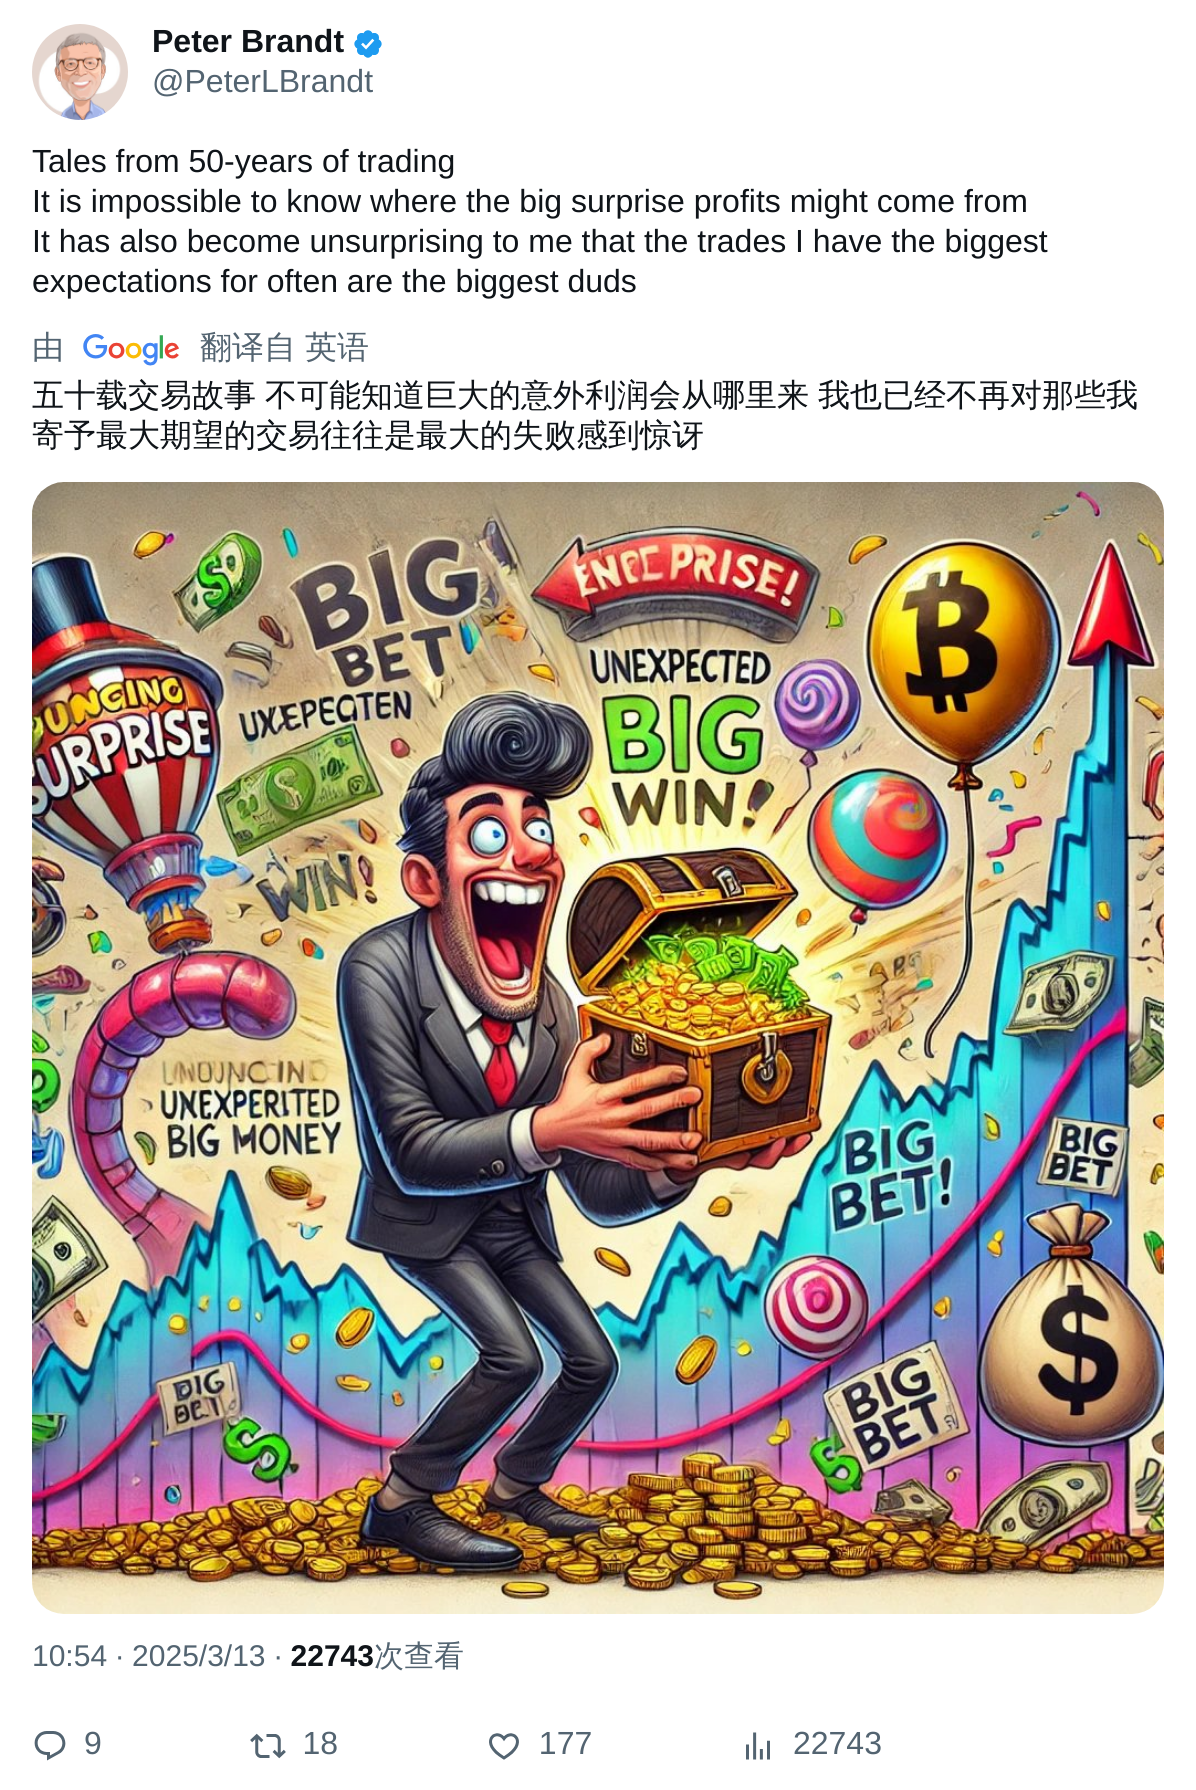 Peter Brandt
@PeterLBrandt
Tales from 50-years of trading
It is impossible to know where the big surprise profits might come from
It has also become unsurprising to me that the trades I have the biggest
expectations for often are the biggest duds
由 Google 翻译自 英语
五十载交易故事 不可能知道巨大的意外利润会从哪里来 我也已经不再对那些我
寄予最大期望的交易往往是最大的失败感到惊讶
BIG
BET
UXEPEQTEN
PRISE!
UNEXPECTED
BIG
WIN!
UNGING
URPRISE
WIN!
UNEXPERITED
BIG MONEY
BIG
BET!
BIG
BET
$
BIG
BET
10:54 · 2025/3/13 · 22743次查看
9 18 177 22743